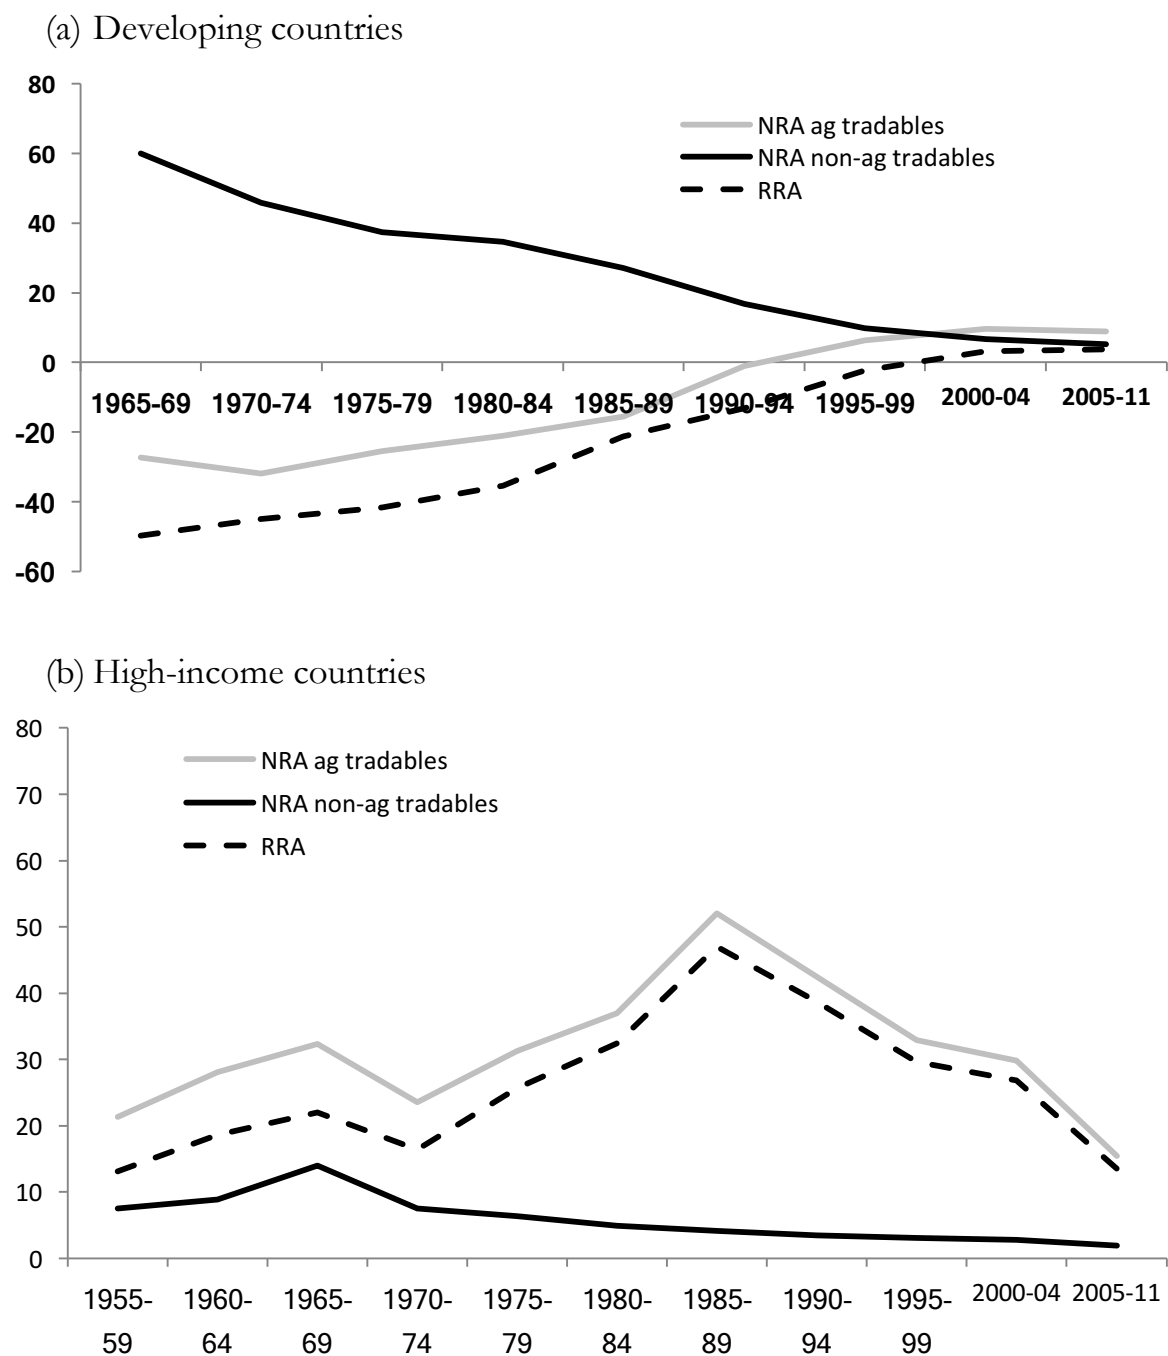 (a) Developing countries
80
60
40
20
0
-20
-40
-60
NRA ag tradables
NRA non-ag tradables
RRA
1965-69 1970-74 1975-79 1980-84 1985-89 1990-94 1995-99 2000-04 2005-11
(b) High-income countries
80
70
60
50
40
30
20
10
0
NRA ag tradables
NRA non-ag tradables
RRA
1955- 1960- 1965- 1970- 1975- 1980- 1985- 1990- 1995- 2000-04 2005-11
59 64 69 74 79 84 89 94 99